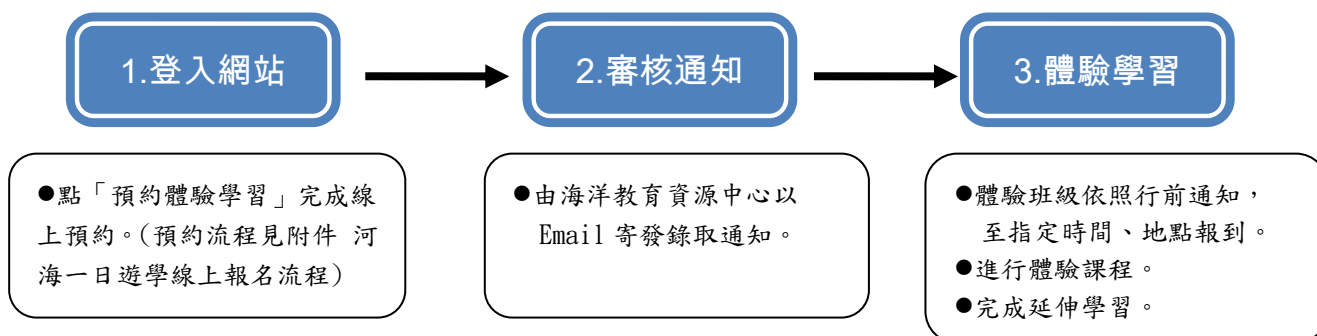 1.登入網站
2.審核通知
3.體驗學習
●點「預約體驗學習」完成線
上預約。(預約流程見附件 河
海一日遊學線上報名流程)
●由海洋教育資源中心以
Email 寄發錄取通知。
●體驗班級依照行前通知，
至指定時間、地點報到。
●進行體驗課程。
●完成延伸學習。